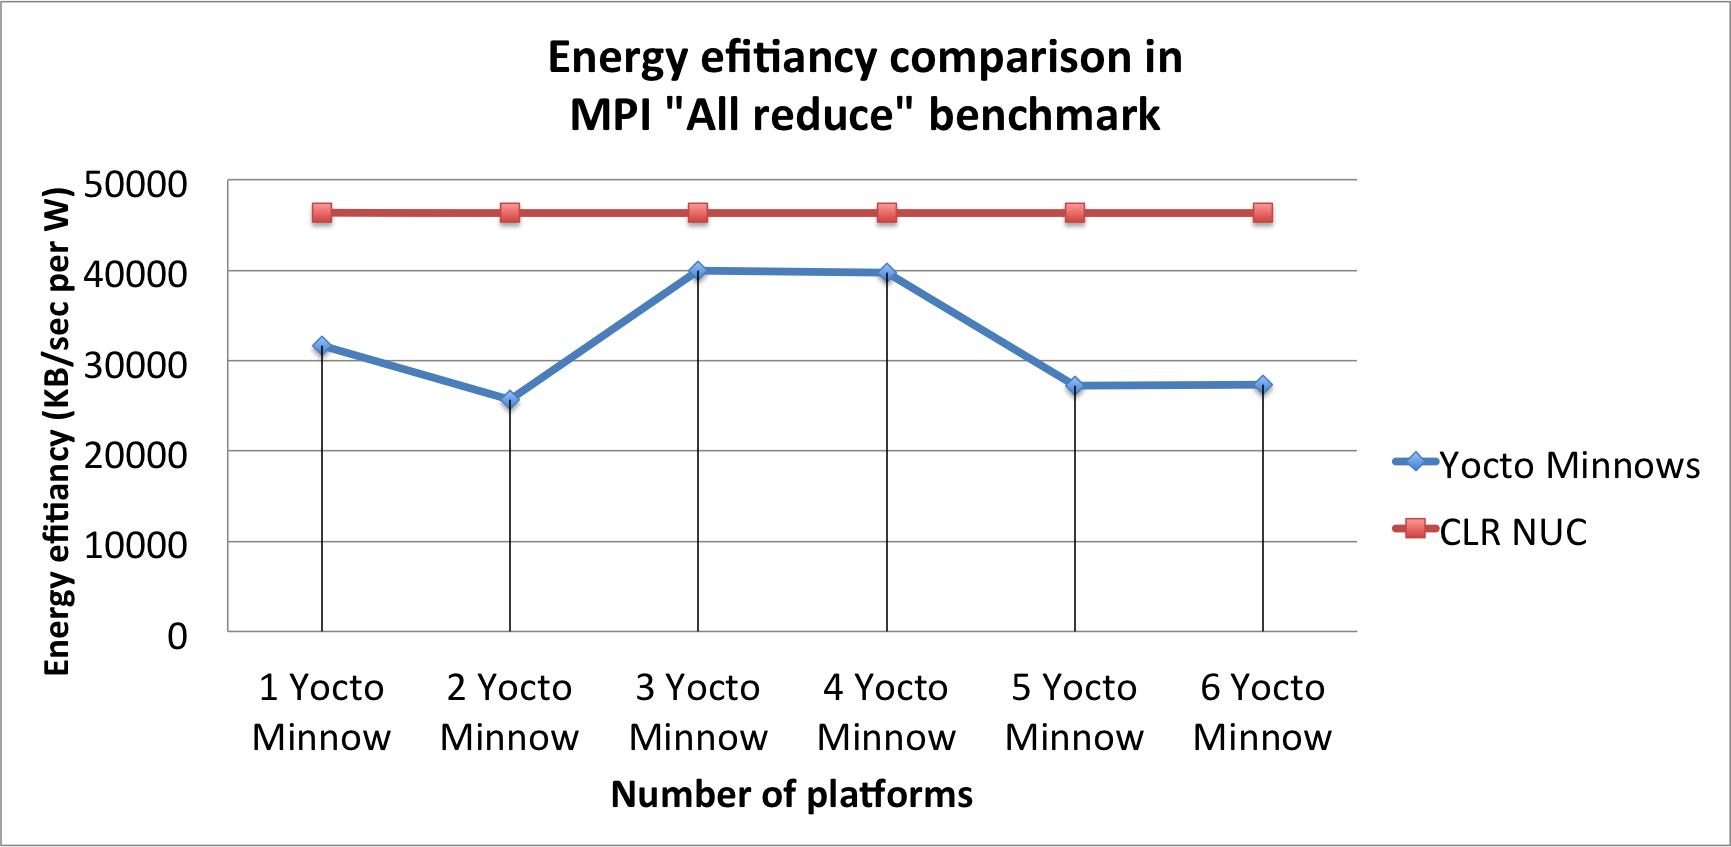 Energy efitiancy comparison in
MPI "All reduce" benchmark
Energy efitiancy (KB/sec per W)
50000
40000
30000
20000
10000
0
1 Yocto
Minnow
2 Yocto
Minnow
3 Yocto
Minnow
4 Yocto
Minnow
5 Yocto
Minnow
6 Yocto
Minnow
Number of platforms
Yocto Minnows
CLR NUC